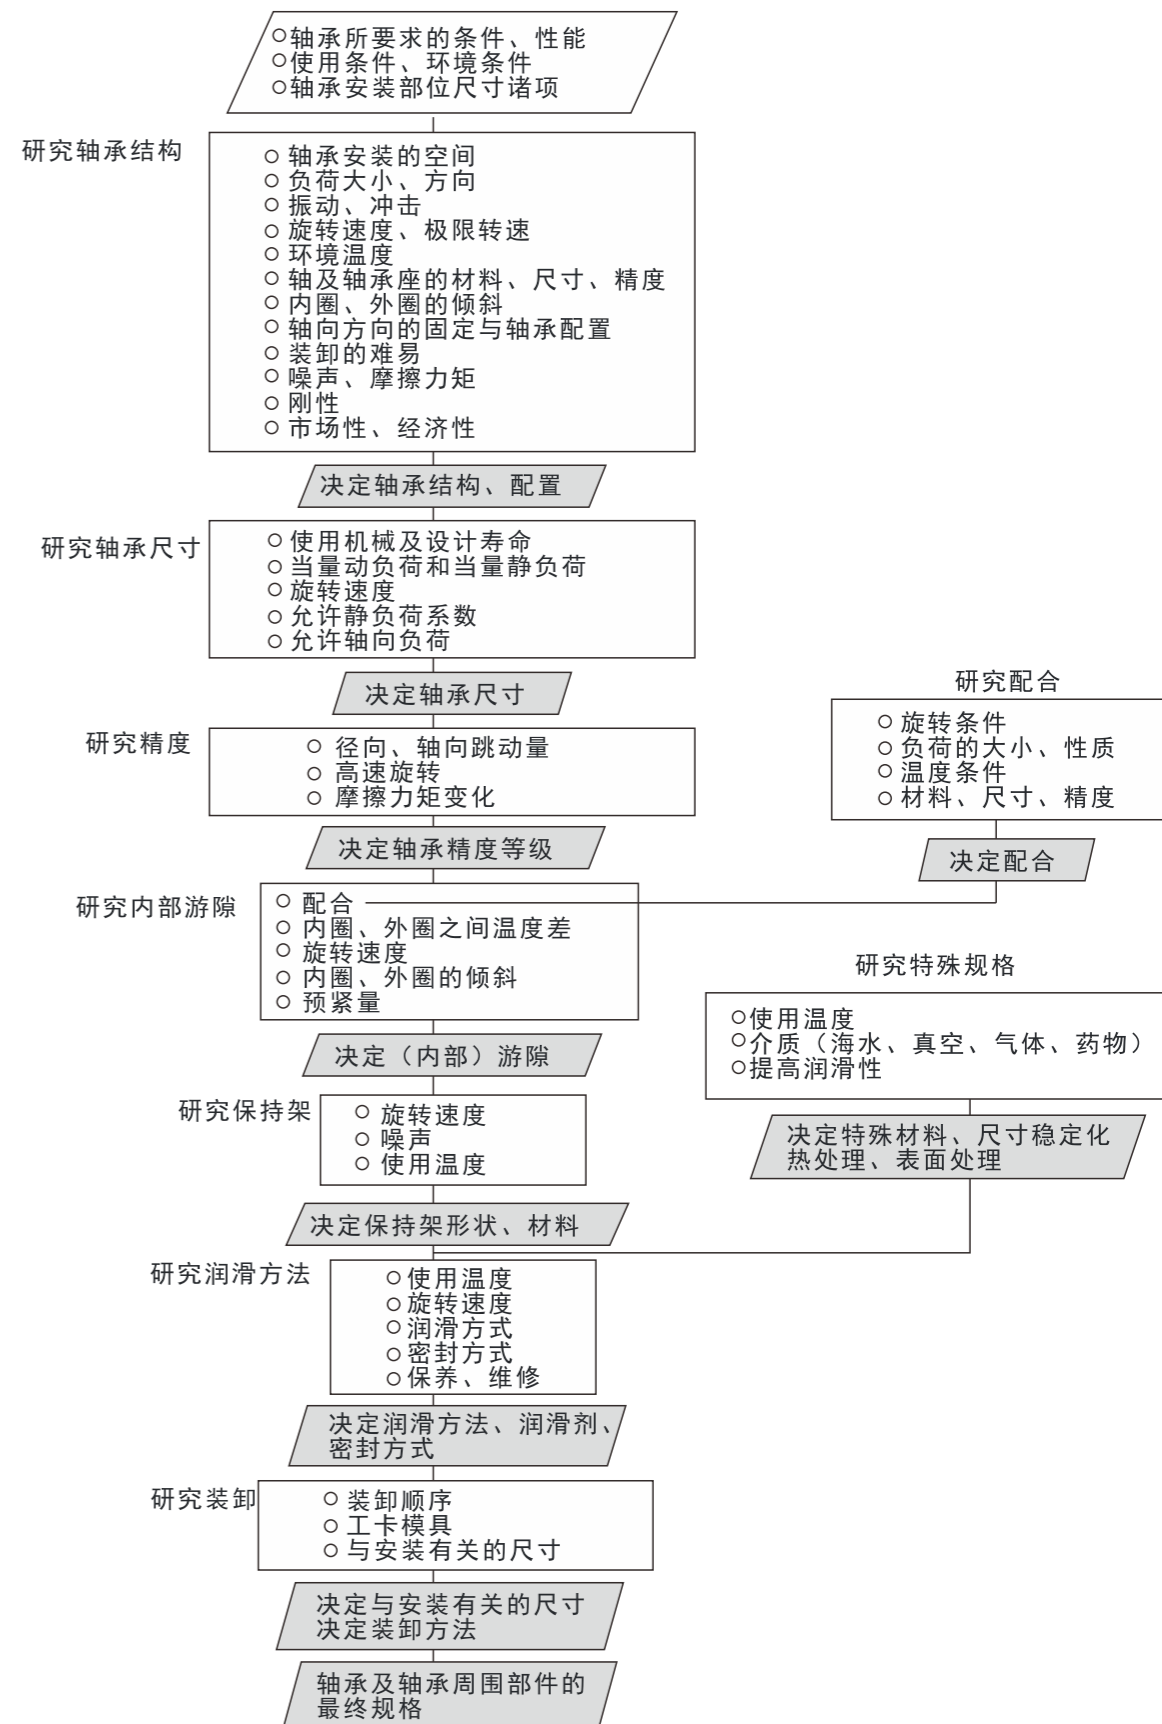 ○轴承所要求的条件、性能
○使用条件、环境条件
○轴承安装部位尺寸诸项
研究轴承结构
○ 轴承安装的空间
○ 负荷大小、方向
○ 振动、冲击
○ 旋转速度、极限转速
○ 环境温度
○ 轴及轴承座的材料、尺寸、精度
○ 内圈、外圈的倾斜
○ 轴向方向的固定与轴承配置
○ 装卸的难易
○ 噪声、摩擦力矩
○ 刚性
○ 市场性、经济性
决定轴承结构、配置
研究轴承尺寸
○ 使用机械及设计寿命
○ 当量动负荷和当量静负荷
○ 旋转速度
○ 允许静负荷系数
○ 允许轴向负荷
决定轴承尺寸
研究精度
○ 径向、轴向跳动量
○ 高速旋转
○ 摩擦力矩变化
决定轴承精度等级
研究配合
○ 旋转条件
○ 负荷的大小、性质
○ 温度条件
○ 材料、尺寸、精度
决定配合
研究内部游隙
○ 配合
○ 内圈、外圈之间温度差
○ 旋转速度
○ 内圈、外圈的倾斜
○ 预紧量
决定（内部）游隙
研究保持架
○ 旋转速度
○ 噪声
○ 使用温度
决定保持架形状、材料
研究特殊规格
○使用温度
○介质（海水、真空、气体、药物）
○提高润滑性
决定特殊材料、尺寸稳定化
热处理、表面处理
研究润滑方法
○使用温度
○旋转速度
○润滑方式
○密封方式
○保养、维修
决定润滑方法、润滑剂、
密封方式
研究装卸
○ 装卸顺序
○ 工卡模具
○ 与安装有关的尺寸
决定与安装有关的尺寸
决定装卸方法
轴承及轴承周围部件的
最终规格